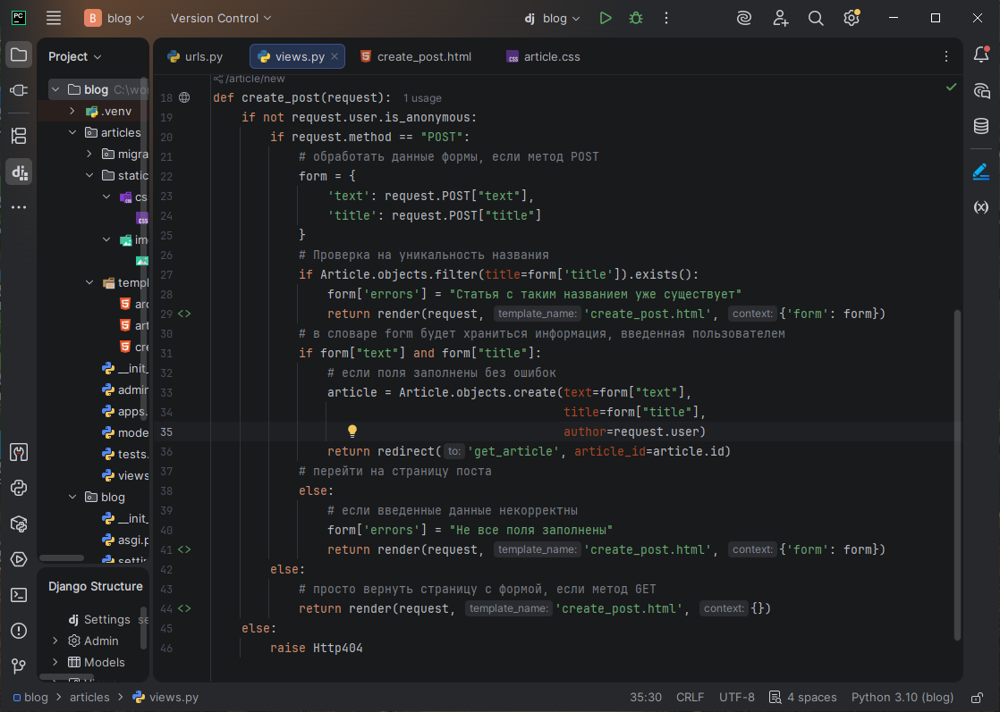 PC
B blog
Version Control
dj blog
Project
urls.py
views.py
create_post.html
CSS article.css
blog C:\wo
.venv
articles
migra
static
cs
CSS
im
templ
arc
art
cre
__init_
admin
apps.
mode
tests.
views
blog
__init_
asgi.p
settin
/article/new
18 def create_post(request): 1 usage
19 if not request.user.is_anonymous:
20 if request.method == "POST":
21 # обработать данные формы, если метод POST
22 form = {
23 'text': request.POST["text"],
24 'title': request.POST["title"]
25 }
26 # Проверка на уникальность названия
27 if Article.objects.filter(title=form['title']).exists():
28 form['errors'] = "Статья с таким названием уже существует"
29 <> return render(request, template_name: 'create_post.html', context: {'form': form})
30 # в словаре form будет храниться информация, введенная пользователем
31 if form["text"] and form["title"]:
32 # если поля заполнены без ошибок
33 article = Article.objects.create(text=form["text"],
34 title=form["title"],
35 author=request.user)
36 return redirect( to: 'get_article', article_id=article.id)
37 # перейти на страницу поста
38 else:
39 # если введенные данные некорректны
40 form['errors'] = "Не все поля заполнены"
41 <> return render(request, template_name: 'create_post.html', context: {'form': form})
42 else:
43 # просто вернуть страницу с формой, если метод GET
44 <> return render(request, template_name: 'create_post.html', context: {})
45 else:
46 raise Http404
Django Structure
dj Settings se
Admin
Models
blog > articles > views.py
35:30 CRLF UTF-8 4 spaces Python 3.10 (blog)